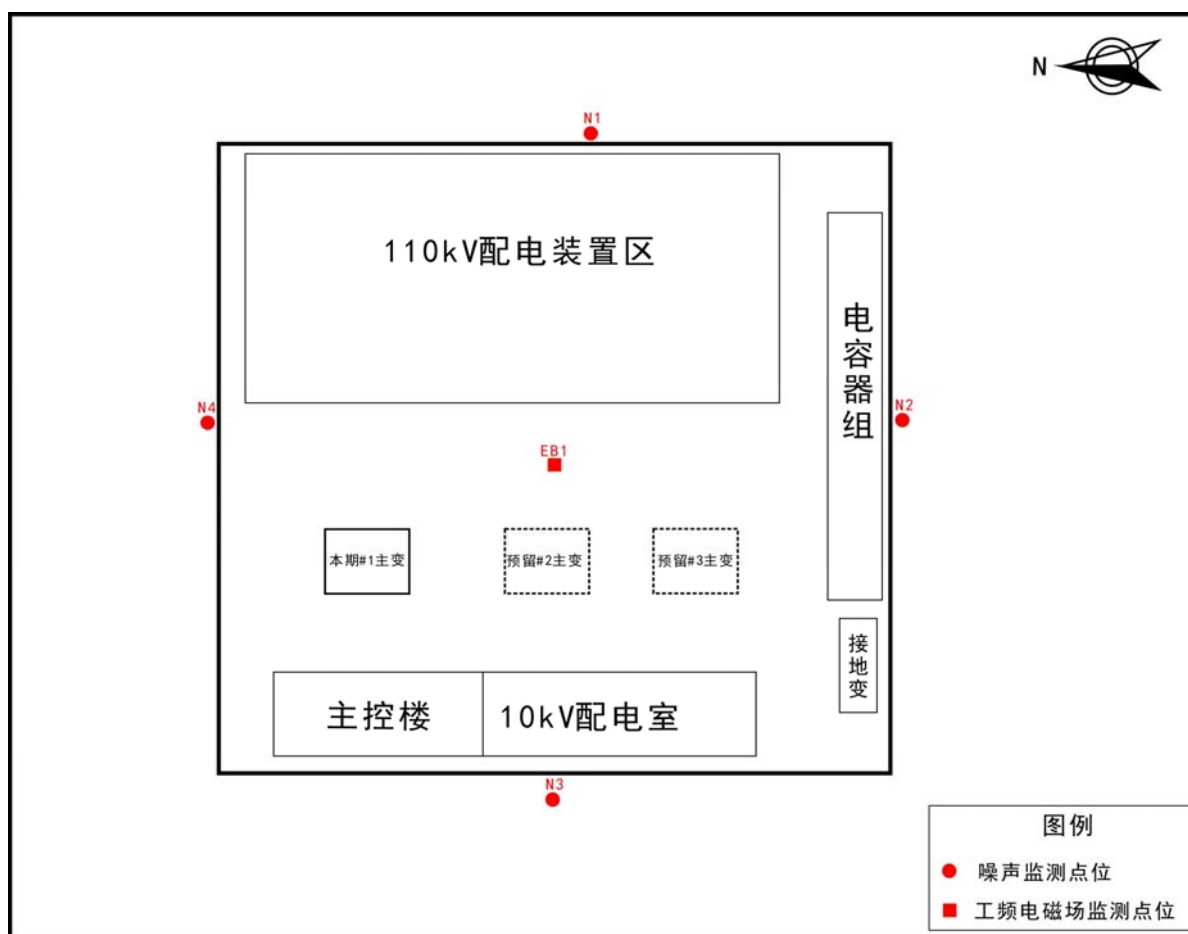 N
N1
110kV配电装置区
电容器组
N4
N2
EB1
本期#1主变
预留#2主变
预留#3主变
接地变
主控楼
10kV配电室
N3
图例
噪声监测点位
工频电磁场监测点位